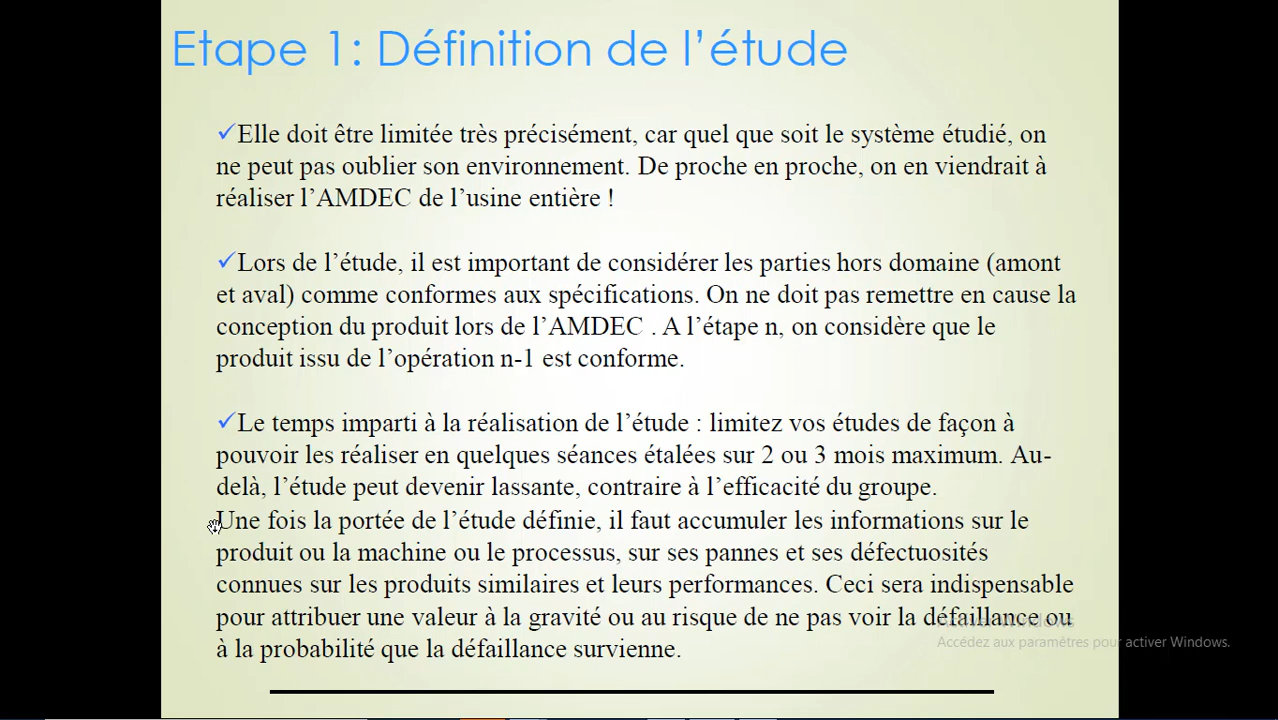 Etape 1: Définition de l’étude
✓Elle doit être limitée très précisément, car quel que soit le système étudié, on
ne peut pas oublier son environnement. De proche en proche, on en viendrait à
réaliser l’AMDEC de l’usine entière !
✓Lors de l’étude, il est important de considérer les parties hors domaine (amont
et aval) comme conformes aux spécifications. On ne doit pas remettre en cause la
conception du produit lors de l’AMDEC . A l’étape n, on considère que le
produit issu de l’opération n-1 est conforme.
✓Le temps imparti à la réalisation de l’étude : limitez vos études de façon à
pouvoir les réaliser en quelques séances étalées sur 2 ou 3 mois maximum. Au-
delà, l’étude peut devenir lassante, contraire à l’efficacité du groupe.
Une fois la portée de l’étude définie, il faut accumuler les informations sur le
produit ou la machine ou le processus, sur ses pannes et ses défectuosités
connues sur les produits similaires et leurs performances. Ceci sera indispensable
pour attribuer une valeur à la gravité ou au risque de ne pas voir la défaillance ou
à la probabilité que la défaillance survienne.
Activer Windows
Accédez aux paramètres pour activer Windows.